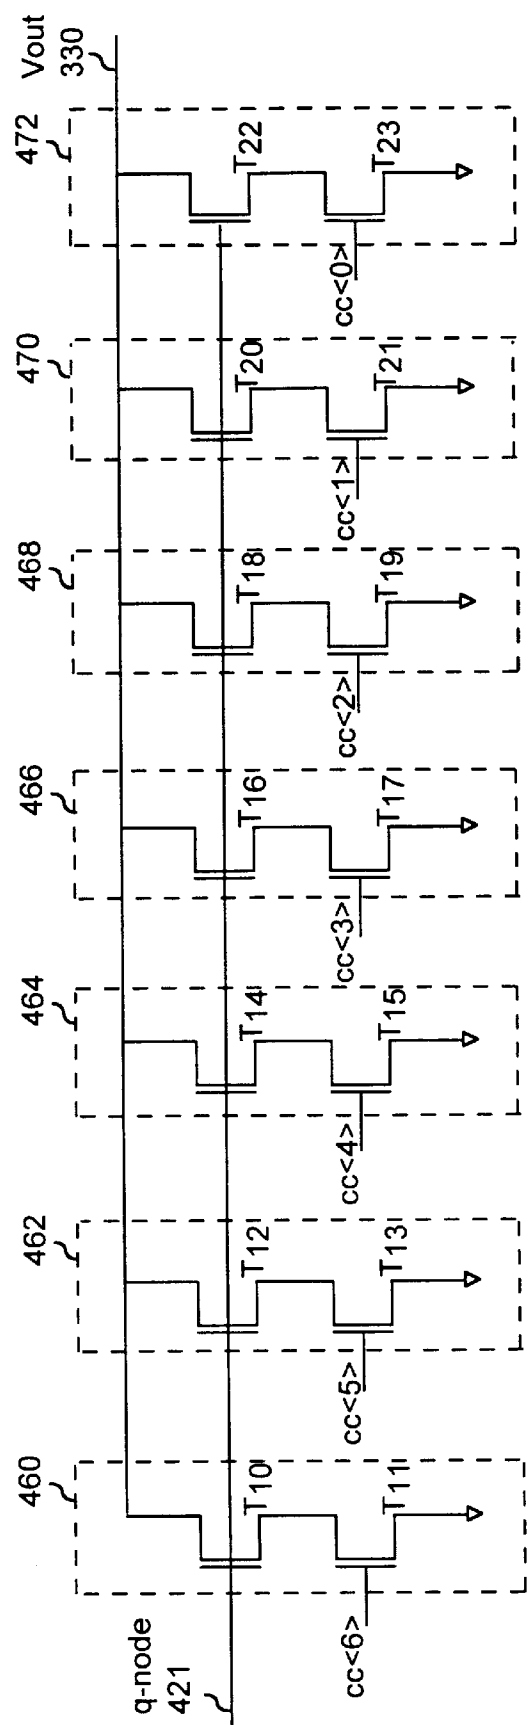 q-node
421
460
T10
T11
cc<6>
462
T12
T13
cc<5>
464
T14
T15
cc<4>
466
T16
T17
cc<3>
468
T18
T19
cc<2>
470
T20
T21
cc<1>
472
T22
T23
cc<0>
Vout
330